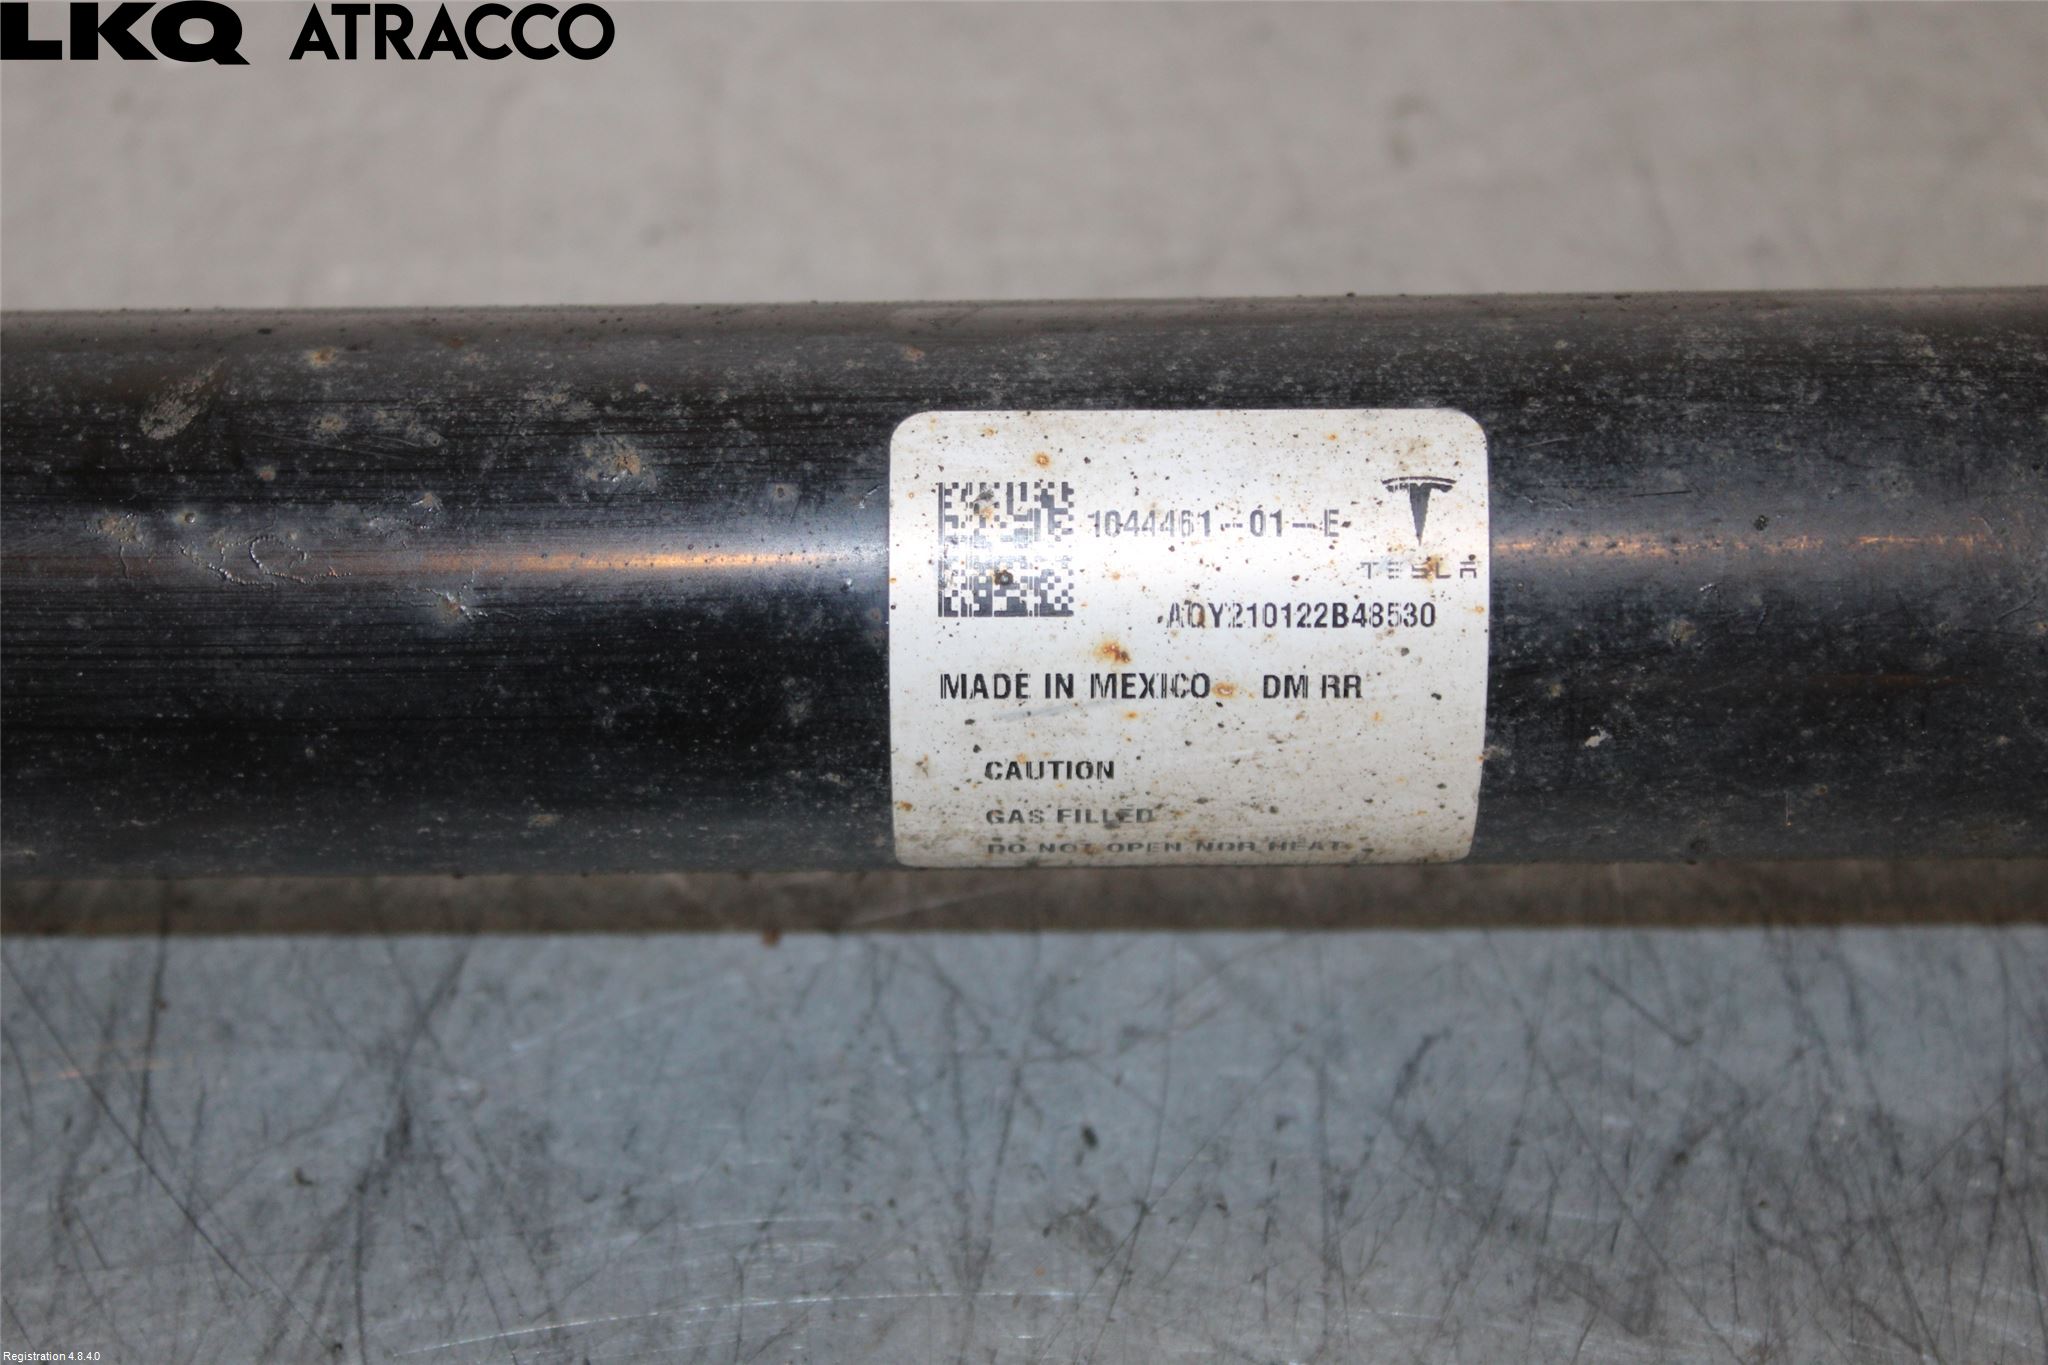 LKQ ATRACCO
1044461-01-E
TESLA
AQY210122B48530
MADE IN MEXICO DM RR
CAUTION
GAS FILLED
DO NOT OPEN NOR HEAT
Registration 4.8.4.0